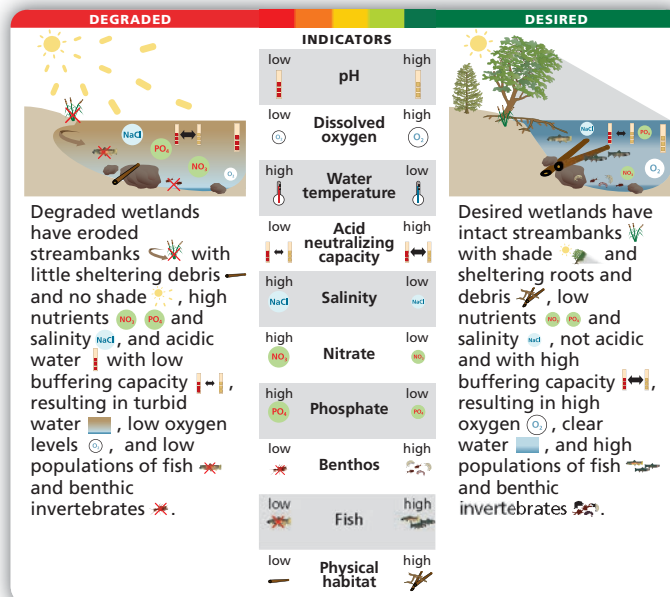 DEGRADED
DESIRED
NaCl
PO₄
NO₃
O₂
INDICATORS
low pH high
low Dissolved oxygen high
O₂ O₂
high Water temperature low
low Acid neutralizing capacity high
high Salinity low
NaCl NaCl
high Nitrate low
NO₃ NO₃
high Phosphate low
PO₄ PO₄
low Benthos high
low Fish high
low Physical habitat high
NaCl
PO₄
O₂
NO₃
Degraded wetlands
have eroded
streambanks with
little sheltering debris
and no shade , high
nutrients NO₃ PO₄ and
salinity NaCl , and acidic
water with low
buffering capacity ,
resulting in turbid
water , low oxygen
levels O₂ , and low
populations of fish
and benthic
invertebrates .
Desired wetlands have
intact streambanks
with shade and
sheltering roots and
debris , low
nutrients NO₃ PO₄ and
salinity NaCl , not acidic
and with high
buffering capacity ,
resulting in high
oxygen O₂ , clear
water , and high
populations of fish
and benthic
invertebrates .